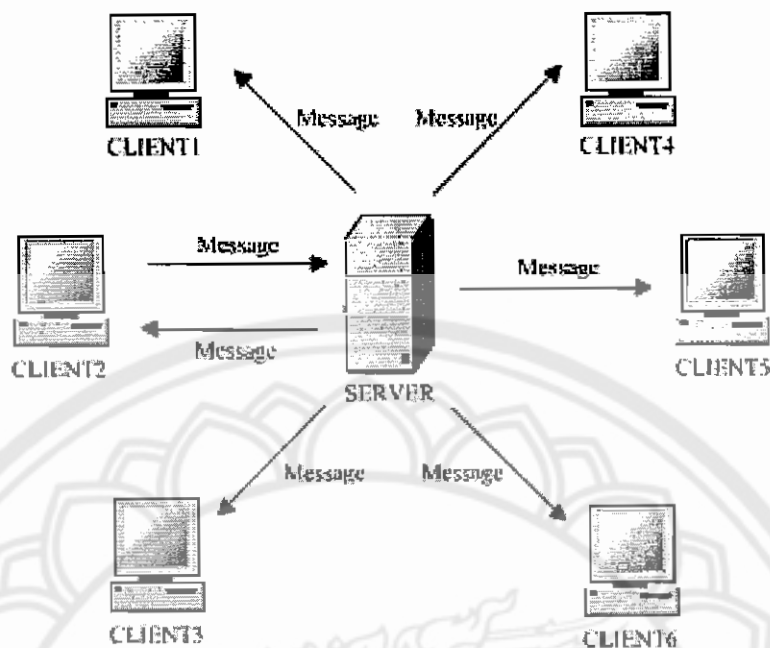 Message
Message
CLIENT1
CLIENT4
Message
Message
Message
CLIENT2
CLIENT5
SERVER
Message
Message
CLIENT3
CLIENT6